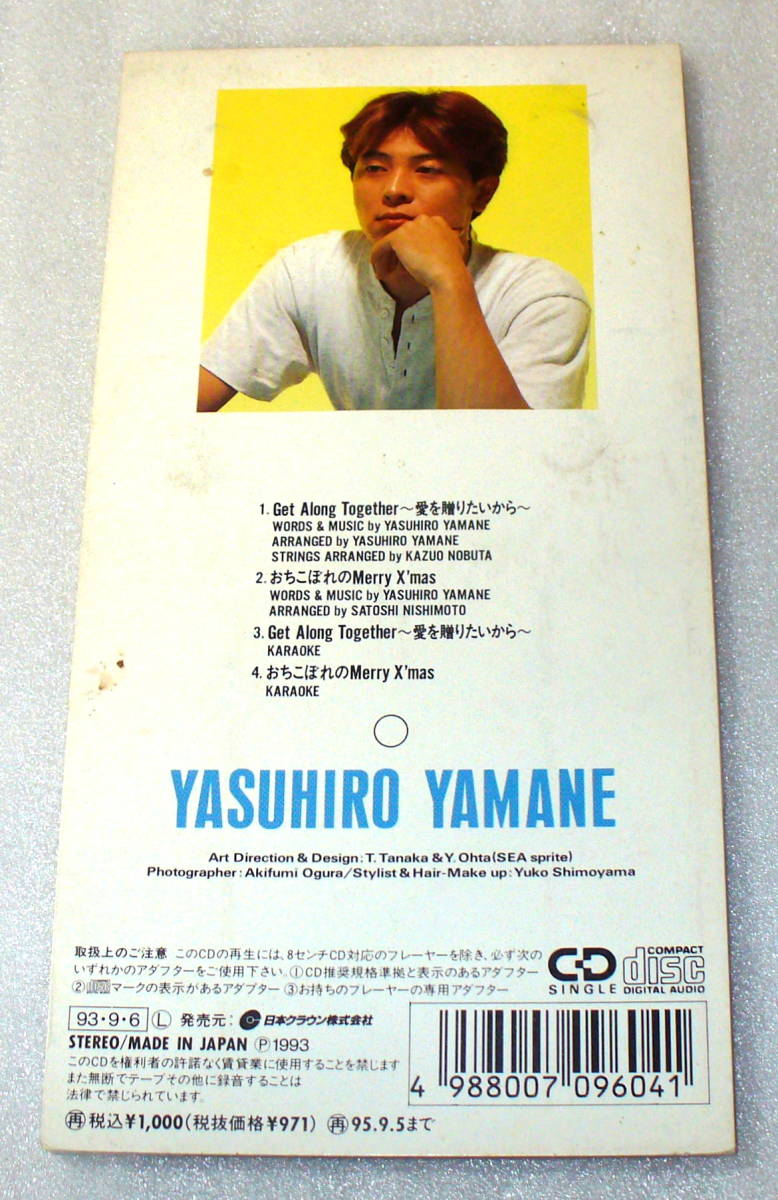 1. Get Along Together～愛を贈りたいから～
WORDS & MUSIC by YASUHIRO YAMANE
ARRANGED by YASUHIRO YAMANE
STRINGS ARRANGED by KAZUO NOBUTA
2. おちこぼれのMerry X'mas
WORDS & MUSIC by YASUHIRO YAMANE
ARRANGED by SATOSHI NISHIMOTO
3. Get Along Together～愛を贈りたいから～
KARAOKE
4. おちこぼれのMerry X'mas
KARAOKE
YASUHIRO YAMANE
Art Direction & Design: T. Tanaka & Y. Ohta (SEA sprite)
Photographer: Akifumi Ogura/Stylist & Hair-Make up: Yuko Shimoyama
取扱上のご注意 このCDの再生には、8センチCD対応のプレーヤーを除き、必ず次の
いずれかのアダプターをご使用下さい。①CD推奨規格準拠と表示のあるアダプター
②マークの表示があるアダプター ③お持ちのプレーヤーの専用アダプター
CD SINGLE
COMPACT disc DIGITAL AUDIO
93・9・6 Ⓛ 発売元: 日本クラウン株式会社
STEREO/MADE IN JAPAN Ⓟ1993
このCDを権利者の許諾なく賃貸業に使用することを禁じます
また無断でテープその他に録音することは
法律で禁じられています。
㊢税込¥1,000(税抜価格¥971) 再95.9.5まで
4 988007 096041